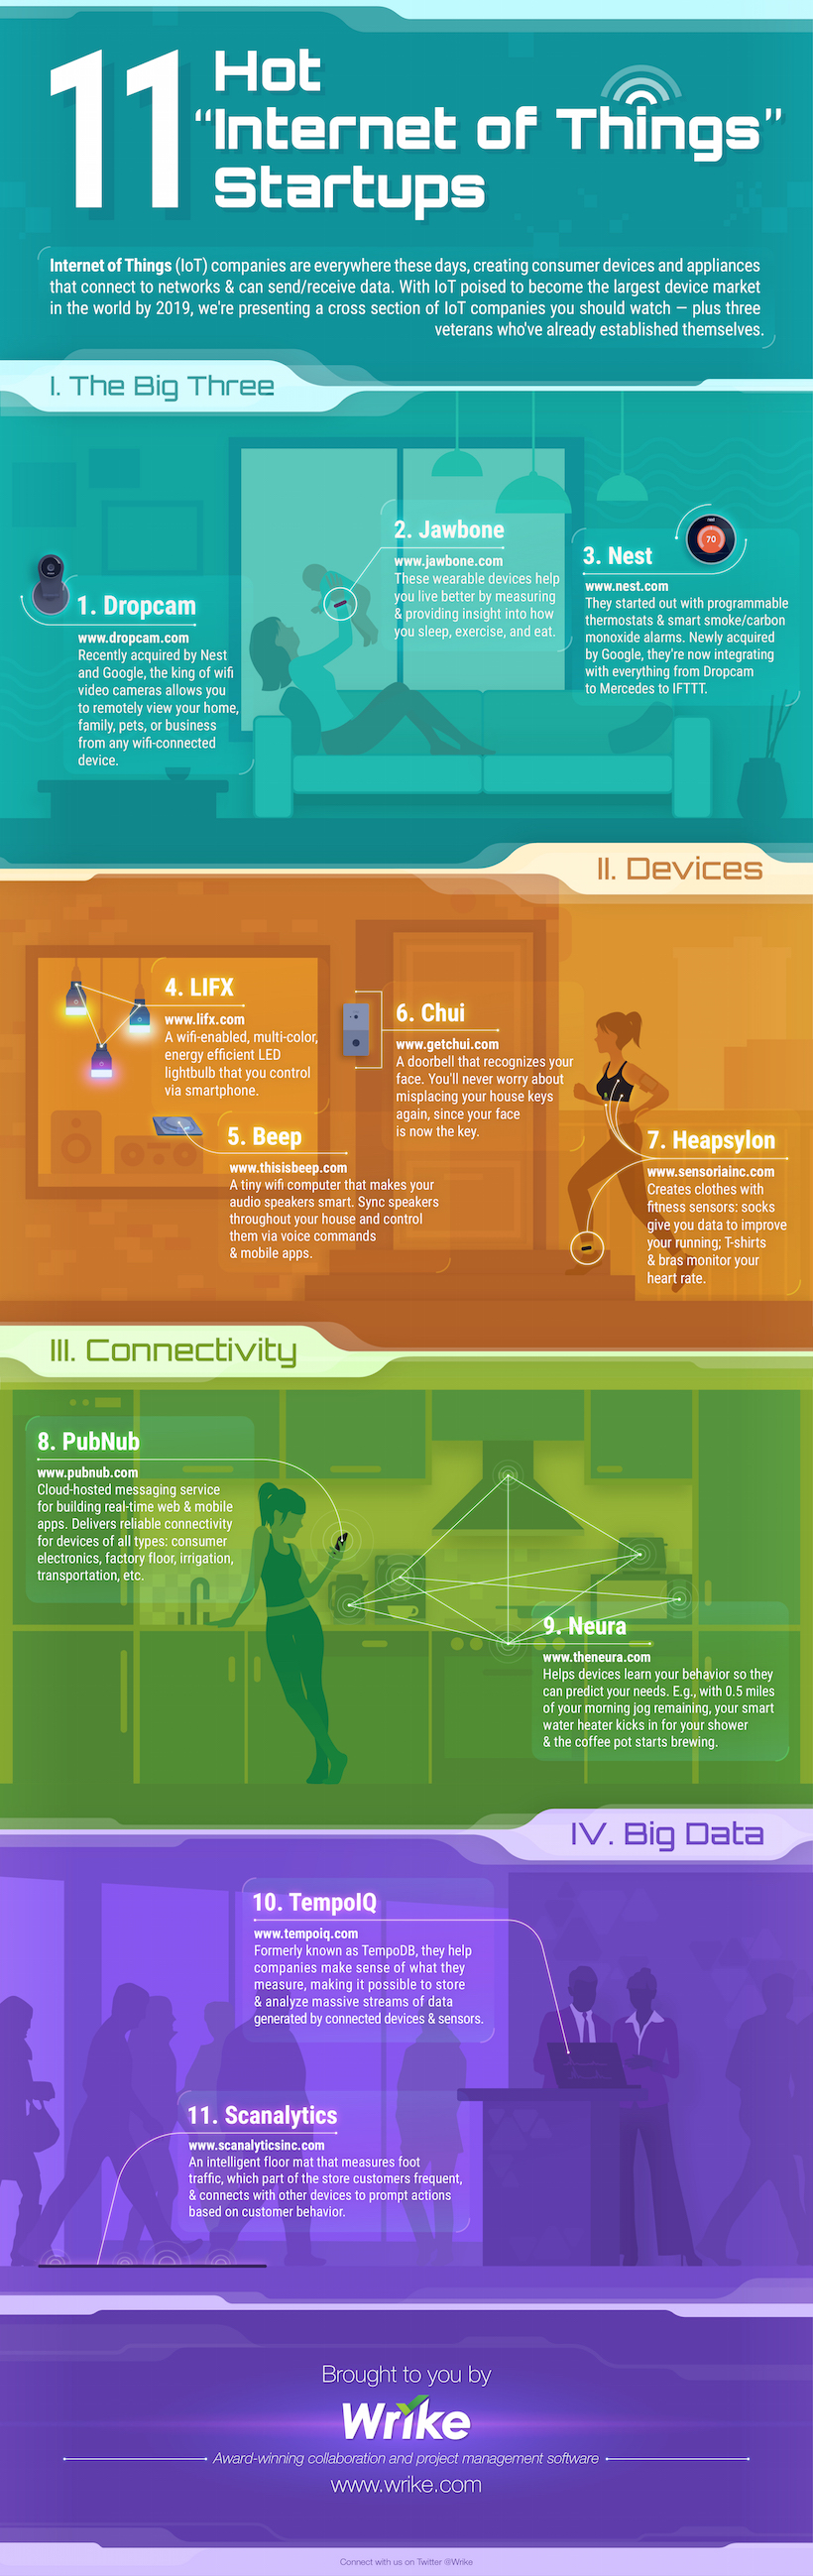 11 Hot
“Internet of Things”
Startups
Internet of Things (IoT) companies are everywhere these days, creating consumer devices and appliances
that connect to networks & can send/receive data. With IoT poised to become the largest device market
in the world by 2019, we're presenting a cross section of IoT companies you should watch — plus three
veterans who've already established themselves.
I. The Big Three
1. Dropcam
www.dropcam.com
Recently acquired by Nest
and Google, the king of wifi
video cameras allows you
to remotely view your home,
family, pets, or business
from any wifi-connected
device.
2. Jawbone
www.jawbone.com
These wearable devices help
you live better by measuring
& providing insight into how
you sleep, exercise, and eat.
nest
70
3. Nest
www.nest.com
They started out with programmable
thermostats & smart smoke/carbon
monoxide alarms. Newly acquired
by Google, they're now integrating
with everything from Dropcam
to Mercedes to IFTTT.
II. Devices
4. LIFX
www.lifx.com
A wifi-enabled, multi-color,
energy efficient LED
lightbulb that you control
via smartphone.
5. Beep
www.thisisbeep.com
A tiny wifi computer that makes your
audio speakers smart. Sync speakers
throughout your house and control
them via voice commands
& mobile apps.
6. Chui
www.getchui.com
A doorbell that recognizes your
face. You'll never worry about
misplacing your house keys
again, since your face
is now the key.
7. Heapsylon
www.sensoriainc.com
Creates clothes with
fitness sensors: socks
give you data to improve
your running; T-shirts
& bras monitor your
heart rate.
III. Connectivity
8. PubNub
www.pubnub.com
Cloud-hosted messaging service
for building real-time web & mobile
apps. Delivers reliable connectivity
for devices of all types: consumer
electronics, factory floor, irrigation,
transportation, etc.
9. Neura
www.theneura.com
Helps devices learn your behavior so they
can predict your needs. E.g., with 0.5 miles
of your morning jog remaining, your smart
water heater kicks in for your shower
& the coffee pot starts brewing.
IV. Big Data
10. TempoIQ
www.tempoiq.com
Formerly known as TempoDB, they help
companies make sense of what they
measure, making it possible to store
& analyze massive streams of data
generated by connected devices & sensors.
11. Scanalytics
www.scanalyticsinc.com
An intelligent floor mat that measures foot
traffic, which part of the store customers frequent,
& connects with other devices to prompt actions
based on customer behavior.
Brought to you by
Wrike
Award-winning collaboration and project management software
www.wrike.com
Connect with us on Twitter @Wrike